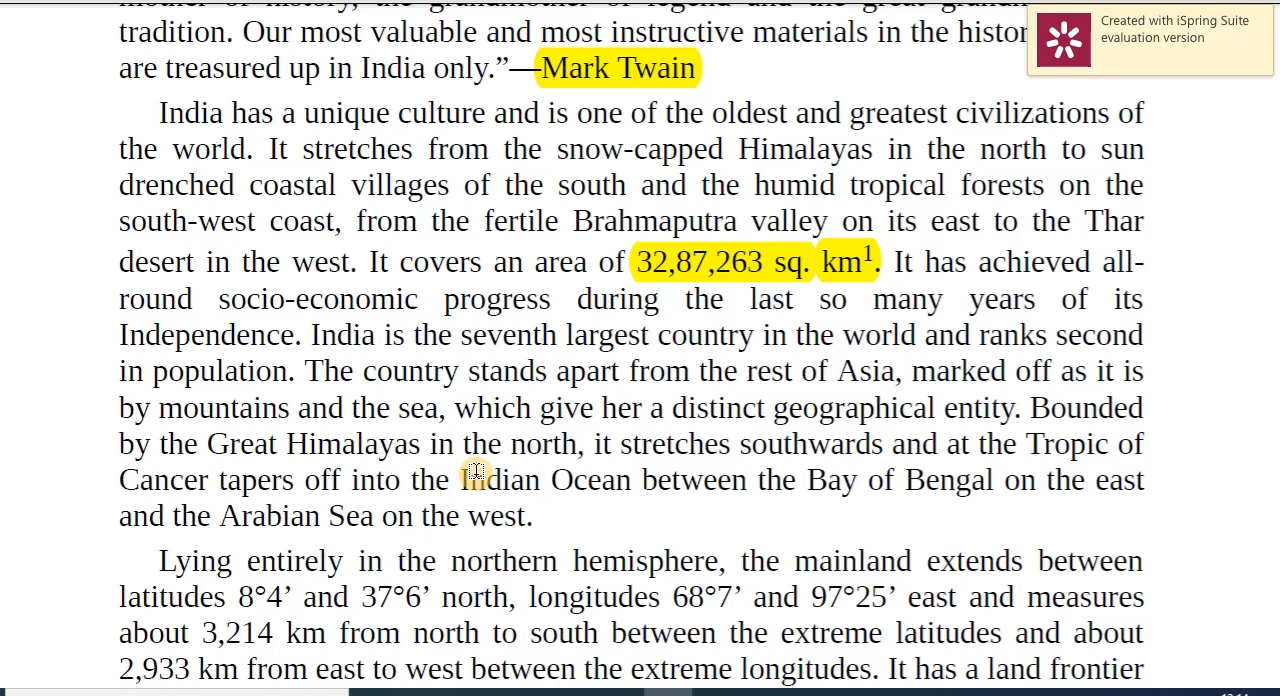 mother of history, the grandmother of legend and the great
tradition. Our most valuable and most instructive materials in the histor
are treasured up in India only.”—Mark Twain
Created with iSpring Suite
evaluation version
India has a unique culture and is one of the oldest and greatest civilizations of
the world. It stretches from the snow-capped Himalayas in the north to sun
drenched coastal villages of the south and the humid tropical forests on the
south-west coast, from the fertile Brahmaputra valley on its east to the Thar
desert in the west. It covers an area of 32,87,263 sq. km¹. It has achieved all-
round socio-economic progress during the last so many years of its
Independence. India is the seventh largest country in the world and ranks second
in population. The country stands apart from the rest of Asia, marked off as it is
by mountains and the sea, which give her a distinct geographical entity. Bounded
by the Great Himalayas in the north, it stretches southwards and at the Tropic of
Cancer tapers off into the Indian Ocean between the Bay of Bengal on the east
and the Arabian Sea on the west.
Lying entirely in the northern hemisphere, the mainland extends between
latitudes 8°4’ and 37°6’ north, longitudes 68°7’ and 97°25’ east and measures
about 3,214 km from north to south between the extreme latitudes and about
2,933 km from east to west between the extreme longitudes. It has a land frontier